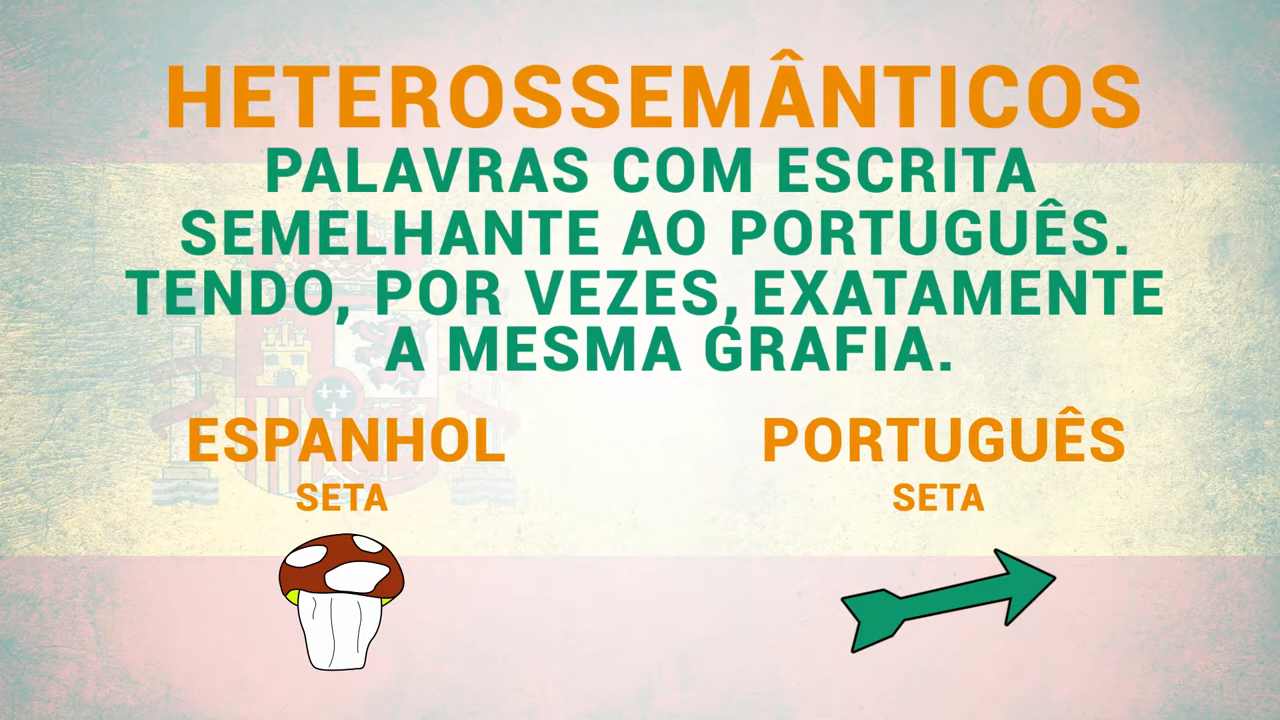 HETEROSSEMÂNTICOS
PALAVRAS COM ESCRITA
SEMELHANTE AO PORTUGUÊS.
TENDO, POR VEZES, EXATAMENTE
A MESMA GRAFIA.
ESPANHOL
PORTUGUÊS
SETA
SETA